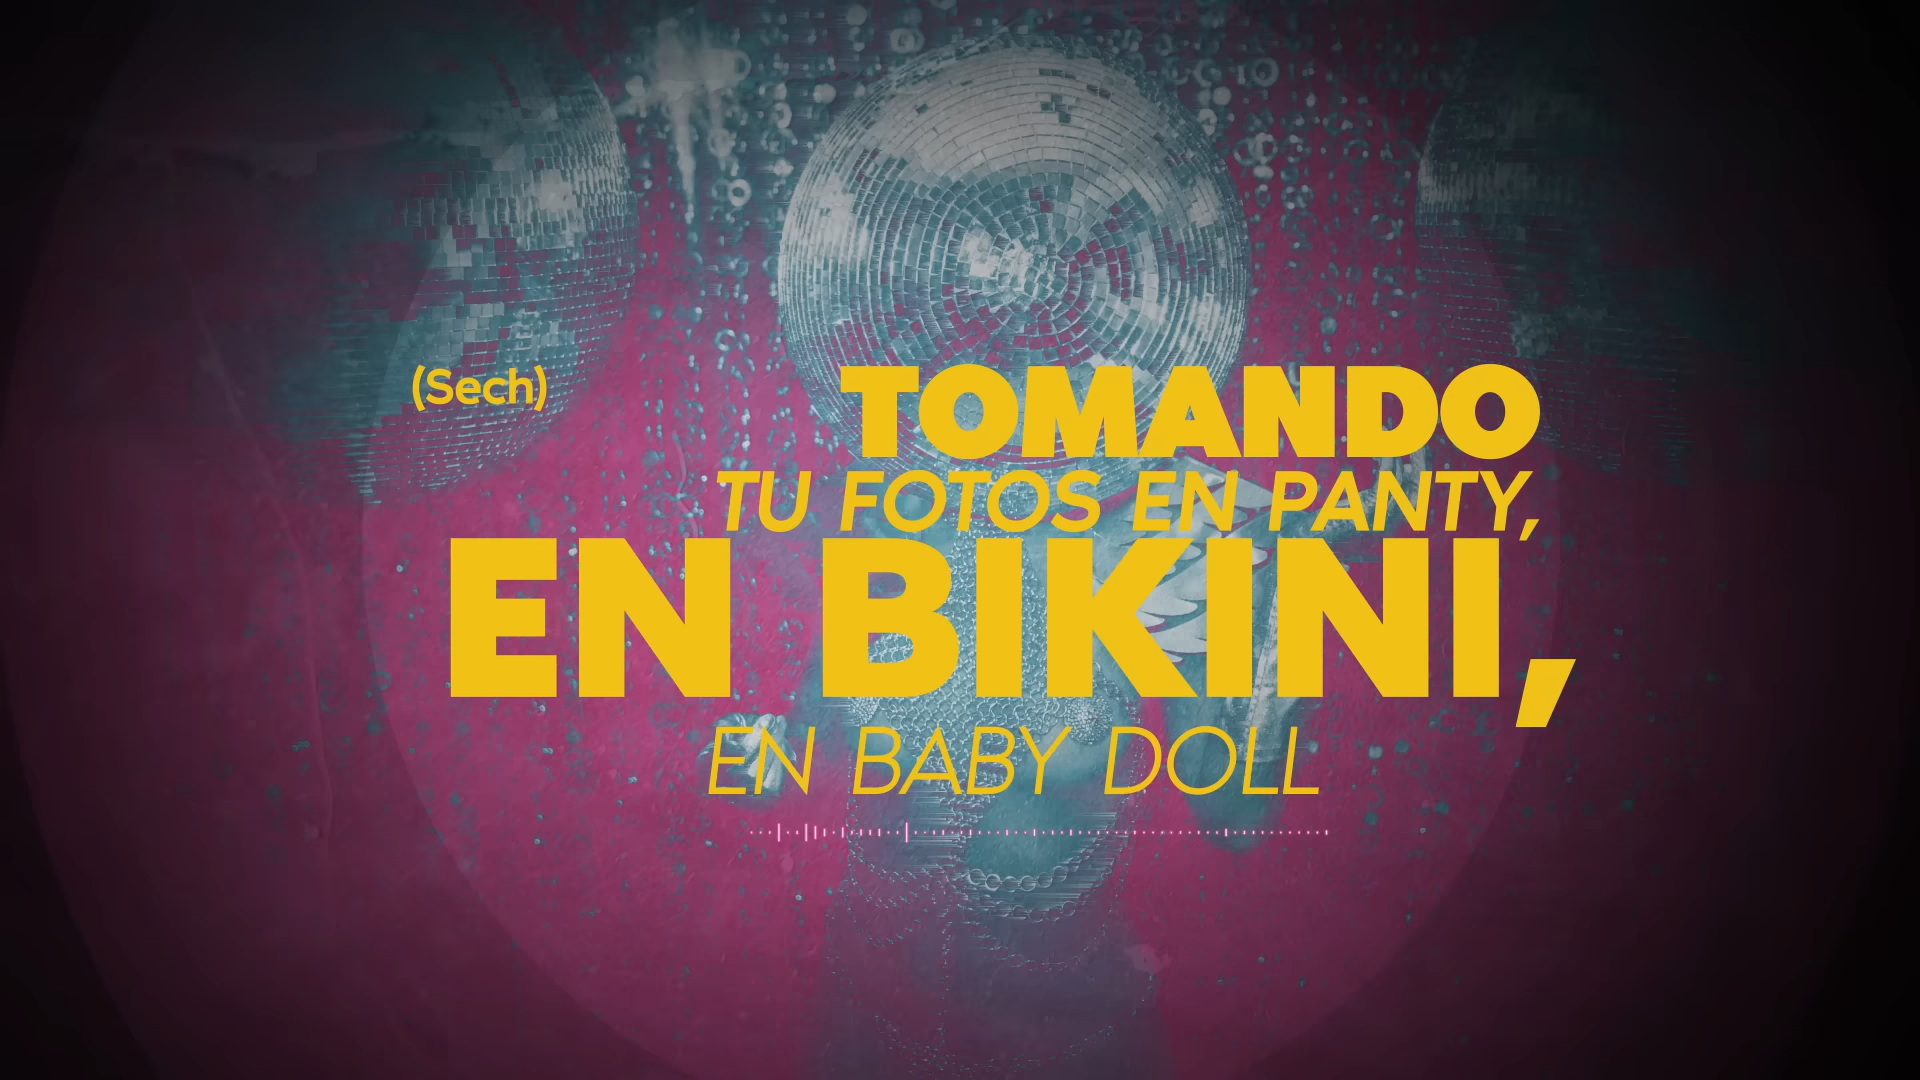 (Sech)
TOMANDO
TU FOTOS EN PANTY,
EN BIKINI,
EN BABY DOLL